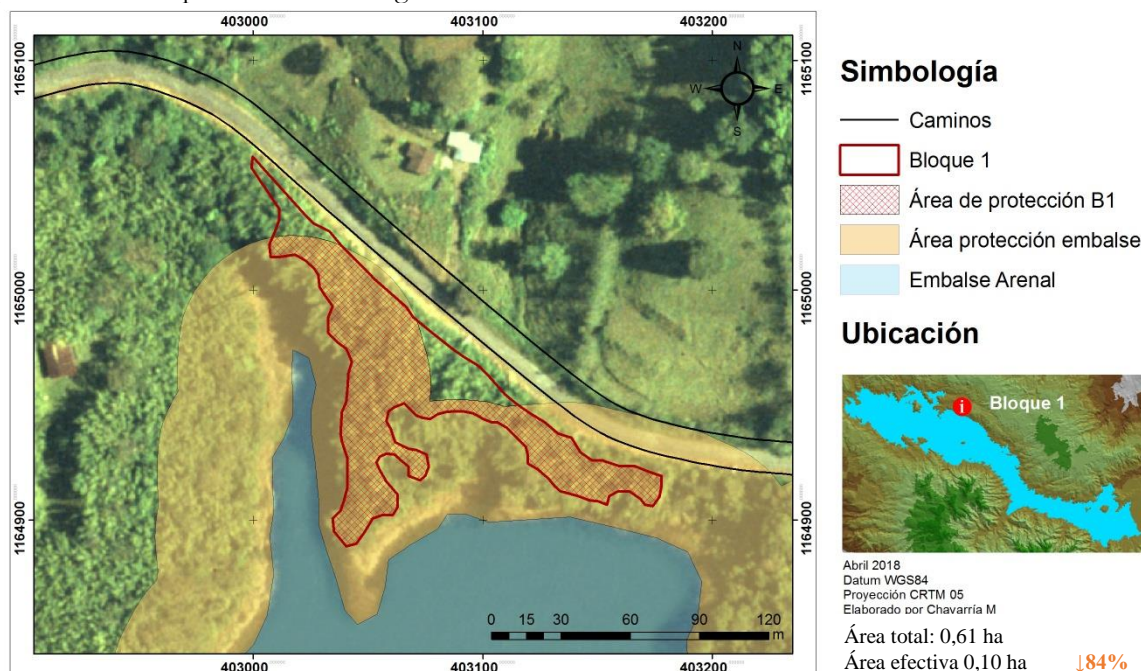 403000 403100 403200
1165100 1165100
1165000 1165000
1164900 1164900
N
W E
S
0 15 30 60 90 120
m
403000 403100 403200
Simbología
Caminos
Bloque 1
Área de protección B1
Área protección embalse
Embalse Arenal
Ubicación
i Bloque 1
Abril 2018
Datum WGS84
Proyección CRTM 05
Elaborado por Chavarría M
Área total: 0,61 ha
Área efectiva 0,10 ha ↓84%